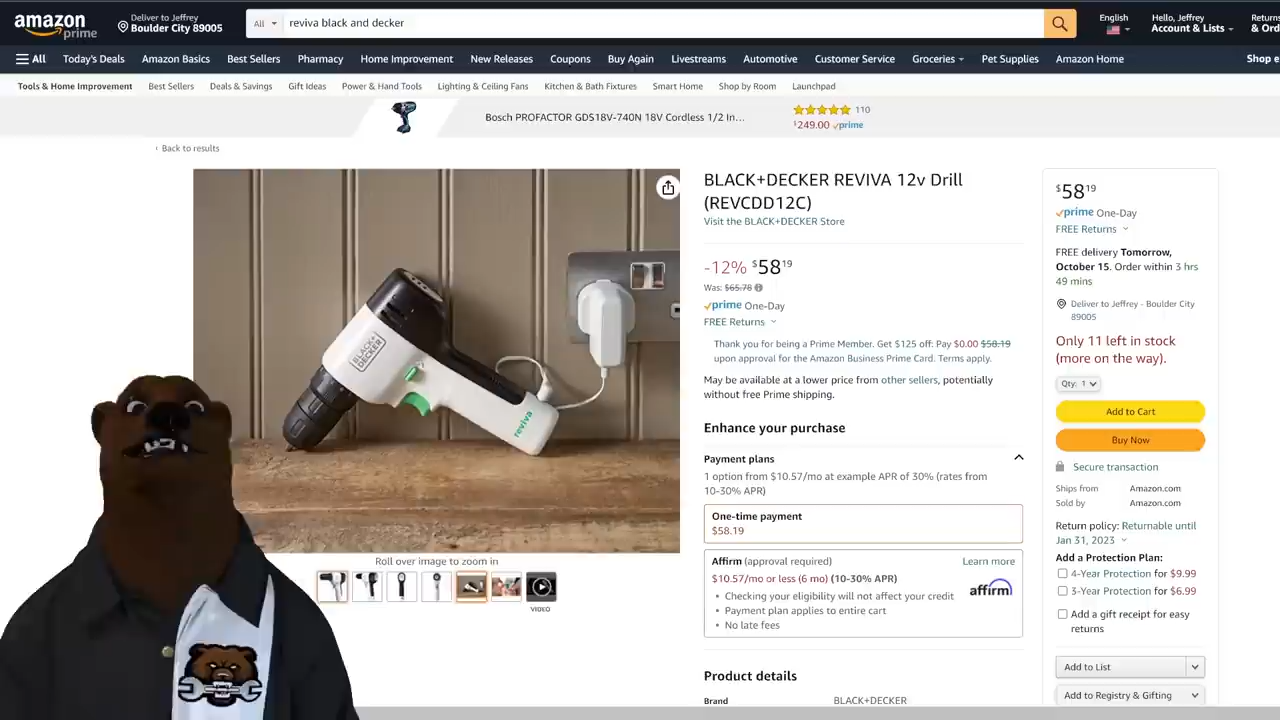 amazon
prime
Deliver to Jeffrey
Boulder City 89005
All
reviva black and decker
English
Hello, Jeffrey
Account & Lists
Returns
& Ord
All
Today's Deals
Amazon Basics
Best Sellers
Pharmacy
Home Improvement
New Releases
Coupons
Buy Again
Livestreams
Automotive
Customer Service
Groceries
Pet Supplies
Amazon Home
Shop e
Tools & Home Improvement
Best Sellers
Deals & Savings
Gift Ideas
Power & Hand Tools
Lighting & Ceiling Fans
Kitchen & Bath Fixtures
Smart Home
Shop by Room
Launchpad
Bosch PROFACTOR GDS18V-740N 18V Cordless 1/2 In...
110
$249.00 prime
‹ Back to results
BLACK+
DECKER
reviva
Roll over image to zoom in
VIDEO
BLACK+DECKER REVIVA 12v Drill
(REVCDD12C)
Visit the BLACK+DECKER Store
-12% $58 19
Was: $65.78
prime One-Day
FREE Returns
Thank you for being a Prime Member. Get $125 off: Pay $0.00 $58.19
upon approval for the Amazon Business Prime Card. Terms apply.
May be available at a lower price from other sellers, potentially
without free Prime shipping.
Enhance your purchase
Payment plans
1 option from $10.57/mo at example APR of 30% (rates from
10-30% APR)
One-time payment
$58.19
Affirm (approval required)
Learn more
$10.57/mo or less (6 mo) (10-30% APR)
• Checking your eligibility will not affect your credit
• Payment plan applies to entire cart
• No late fees
affirm
Product details
Brand
BLACK+DECKER
$58 19
prime One-Day
FREE Returns
FREE delivery Tomorrow,
October 15. Order within 3 hrs
49 mins
Deliver to Jeffrey - Boulder City
89005
Only 11 left in stock
(more on the way).
Qty: 1
Add to Cart
Buy Now
Secure transaction
Ships from Amazon.com
Sold by Amazon.com
Return policy: Returnable until
Jan 31, 2023
Add a Protection Plan:
4-Year Protection for $9.99
3-Year Protection for $6.99
Add a gift receipt for easy
returns
Add to List
Add to Registry & Gifting